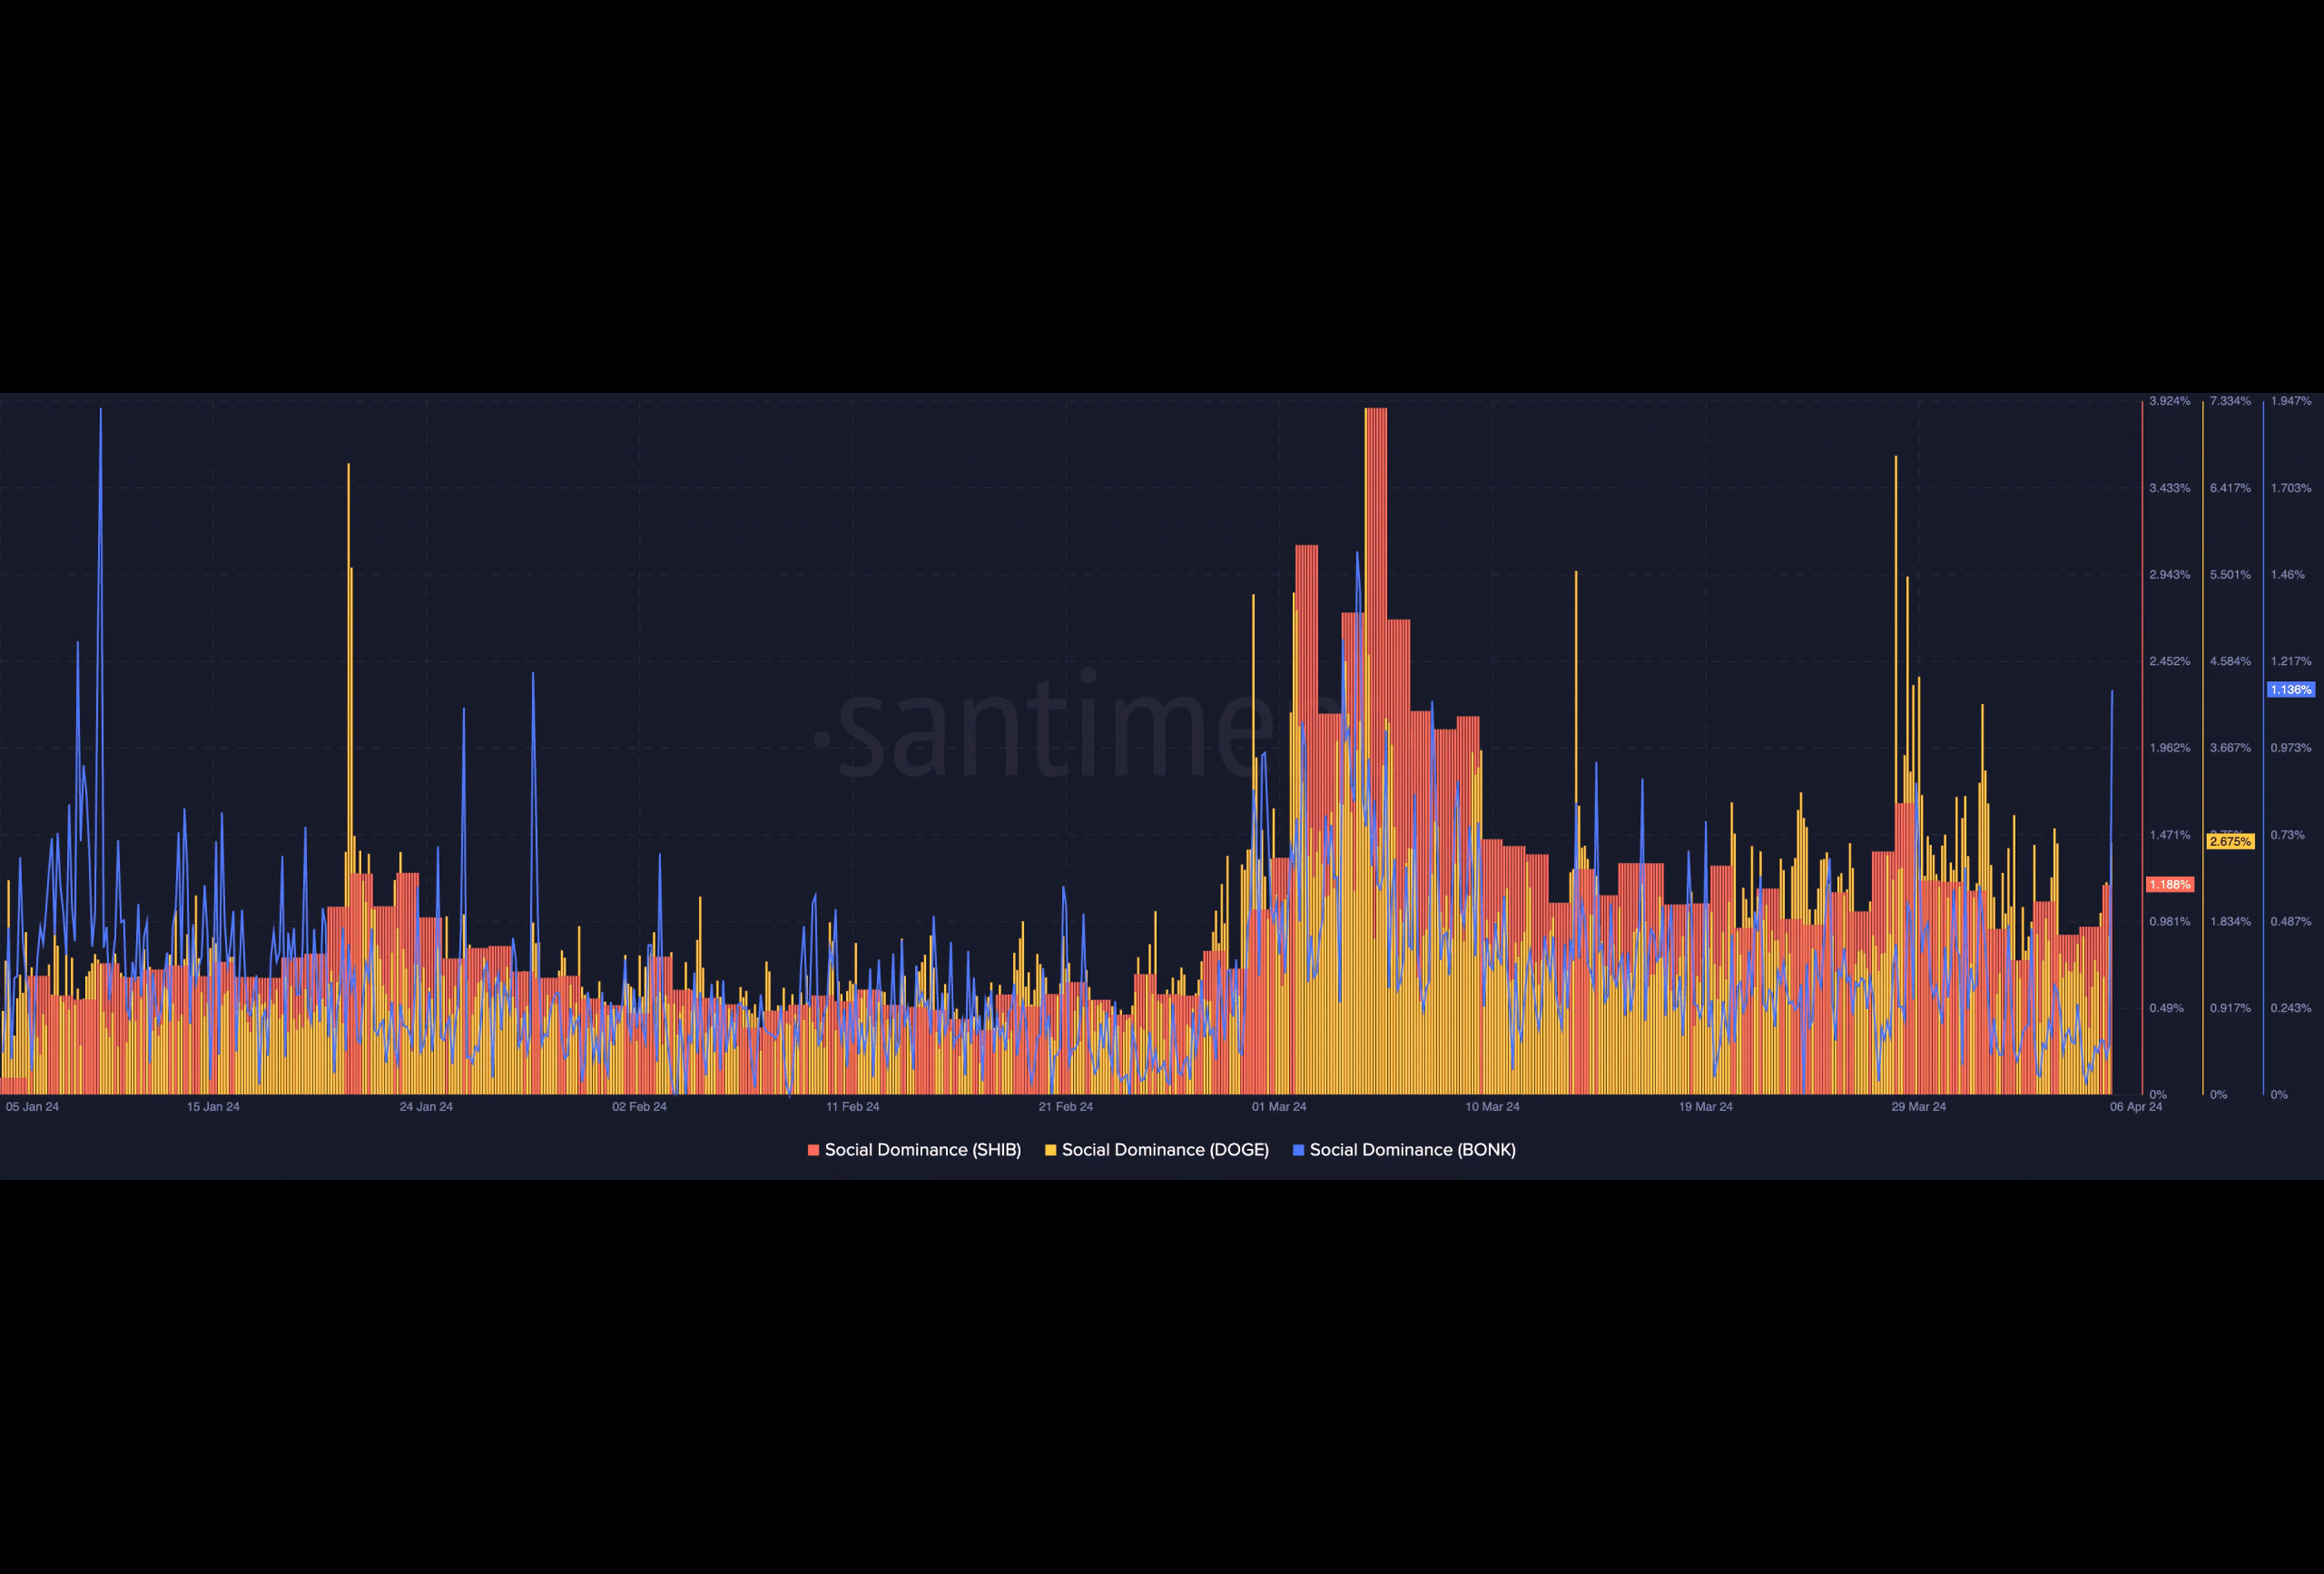 ·santime
3.924% 7.334% 1.947%
3.433% 6.417% 1.703%
2.943% 5.501% 1.46%
2.452% 4.584% 1.217%
1.136%
1.962% 3.667% 0.973%
1.471% 0.73%
2.675%
1.188%
0.981% 1.834% 0.487%
0.49% 0.917% 0.243%
0% 0% 0%
05 Jan 24 15 Jan 24 24 Jan 24 02 Feb 24 11 Feb 24 21 Feb 24 01 Mar 24 10 Mar 24 19 Mar 24 29 Mar 24 06 Apr 24
Social Dominance (SHIB) Social Dominance (DOGE) Social Dominance (BONK)